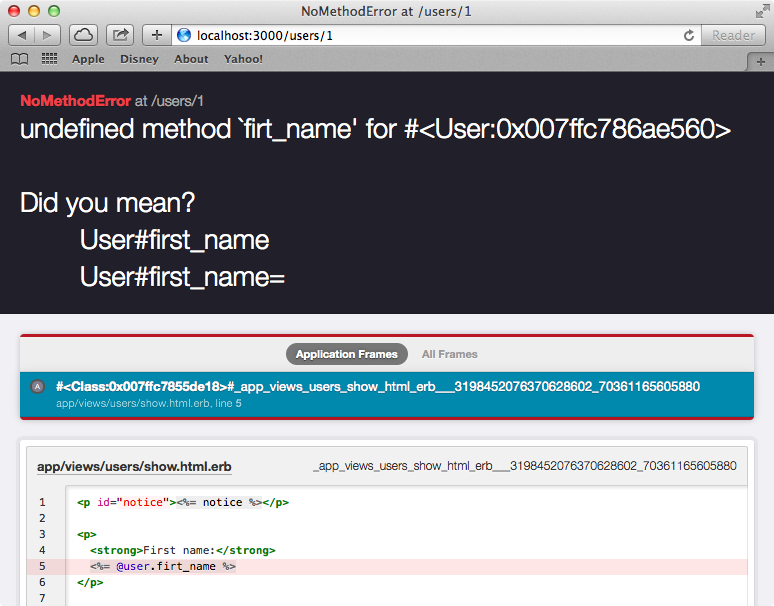 NoMethodError at /users/1
localhost:3000/users/1
Reader
Apple Disney About Yahoo!
NoMethodError at /users/1
undefined method `firt_name' for #<User:0x007ffc786ae560>
Did you mean?
User#first_name
User#first_name=
Application Frames All Frames
A #<Class:0x007ffc7855de18>#_app_views_users_show_html_erb___3198452076370628602_70361165605880
app/views/users/show.html.erb, line 5
app/views/users/show.html.erb _app_views_users_show_html_erb___3198452076370628602_70361165605880
1 <p id="notice"><%= notice %></p>
2
3 <p>
4 <strong>First name:</strong>
5 <%= @user.firt_name %>
6 </p>
7